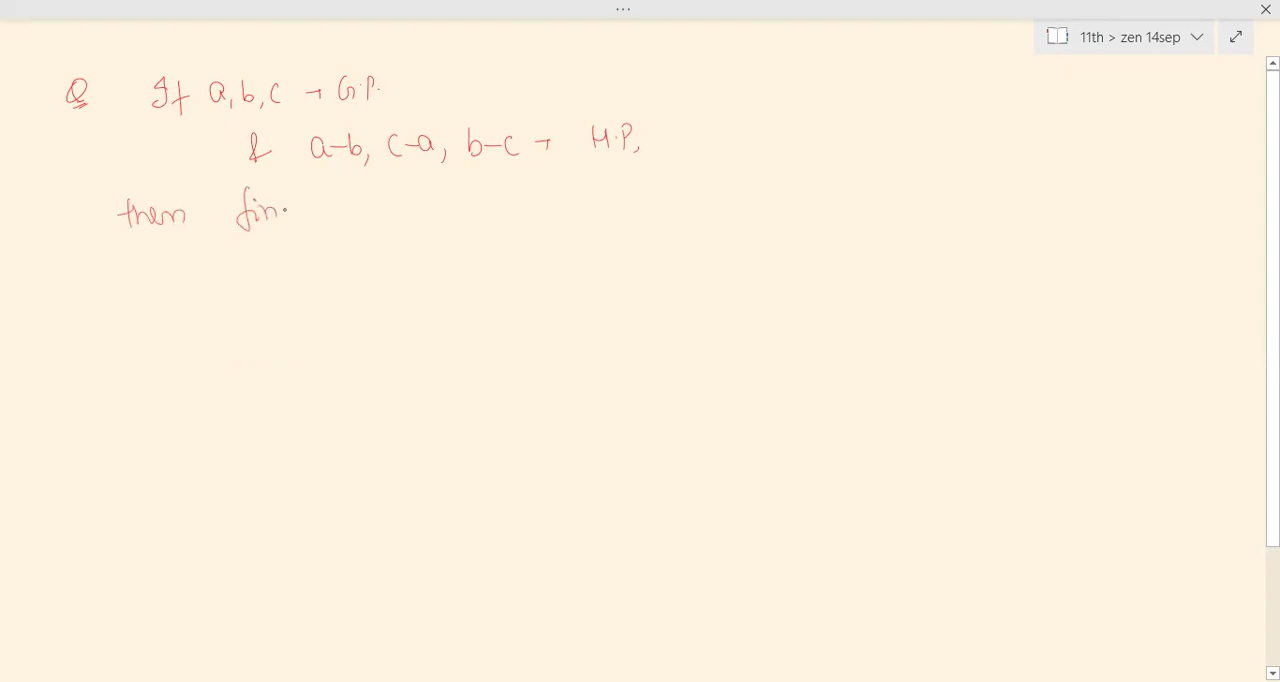 ...
11th > zen 14sep
Q If a, b, c → G.P.
& a-b, c-a, b-c → H.P,
then fin